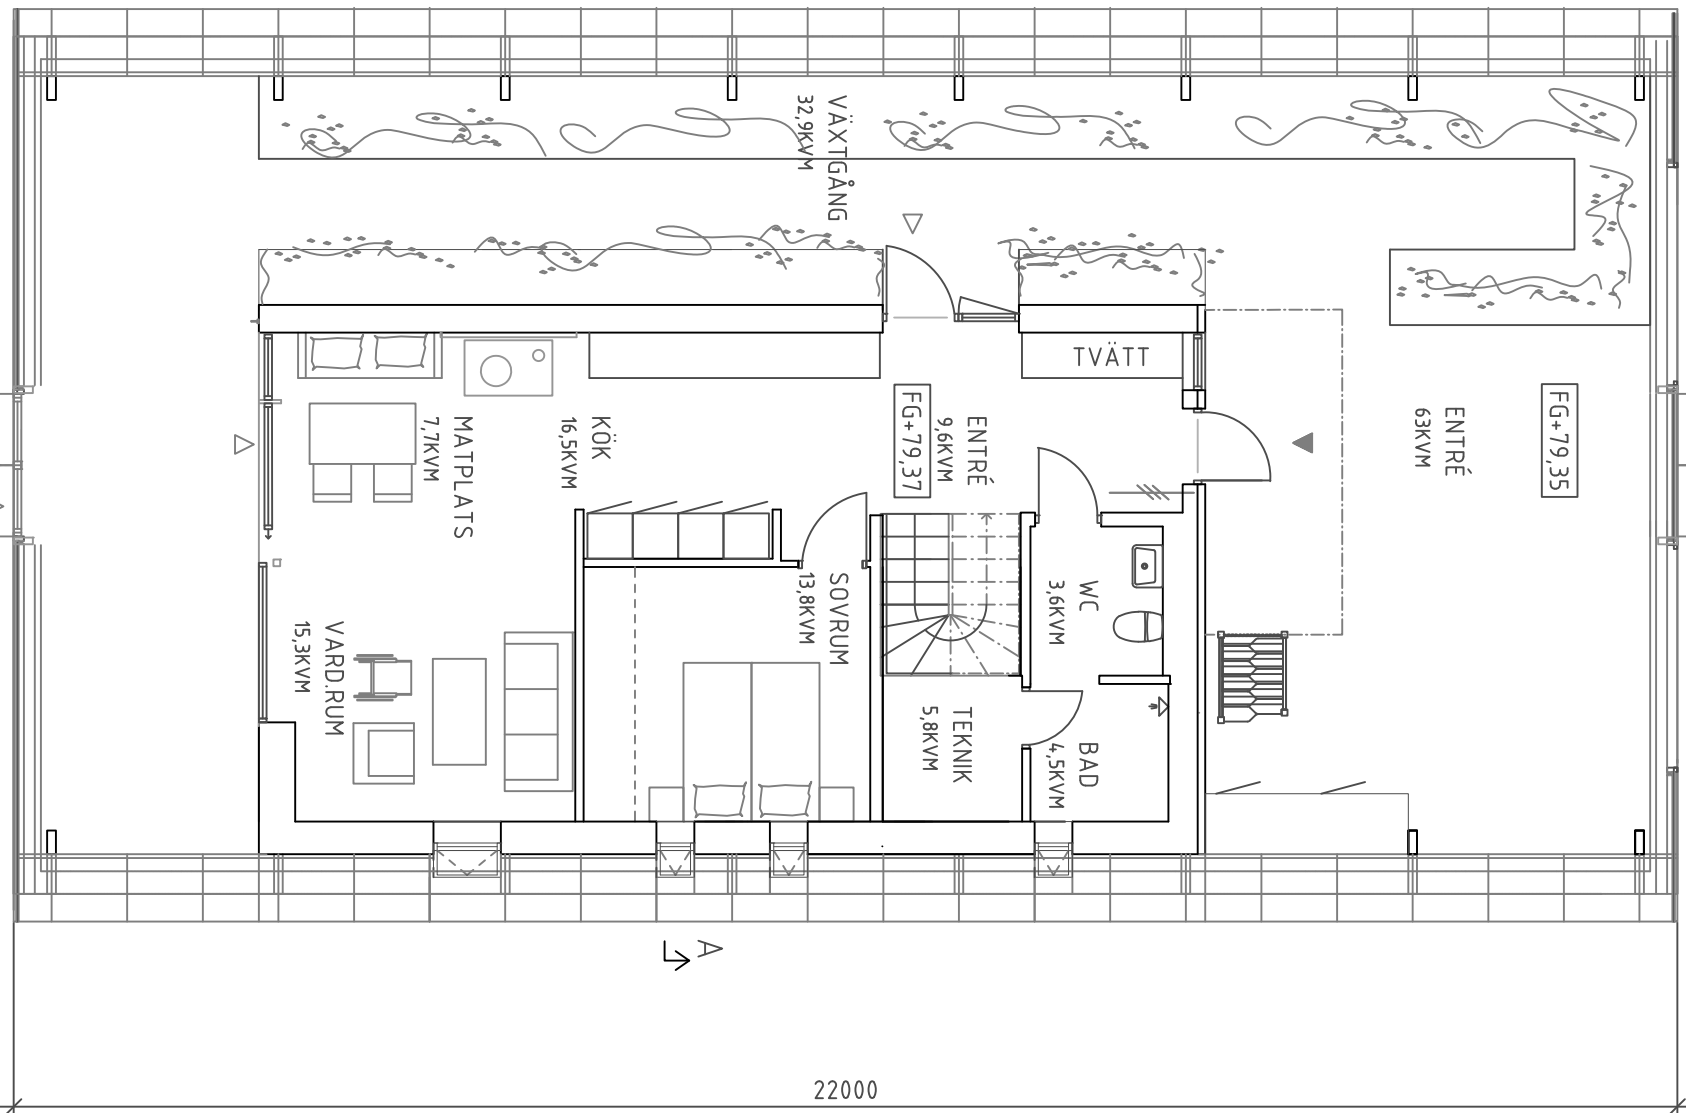 VÄXTGÅNG
32,9KVM
TVÄTT
FG+79,35
ENTRÉ
63KVM
ENTRÉ
9,6KVM
FG+79,37
KÖK
16,5KVM
MATPLATS
7,7KVM
SOVRUM
13,8KVM
WC
3,6KVM
VARD.RUM
15,3KVM
TEKNIK
5,8KVM
BAD
4,5KVM
A
22000